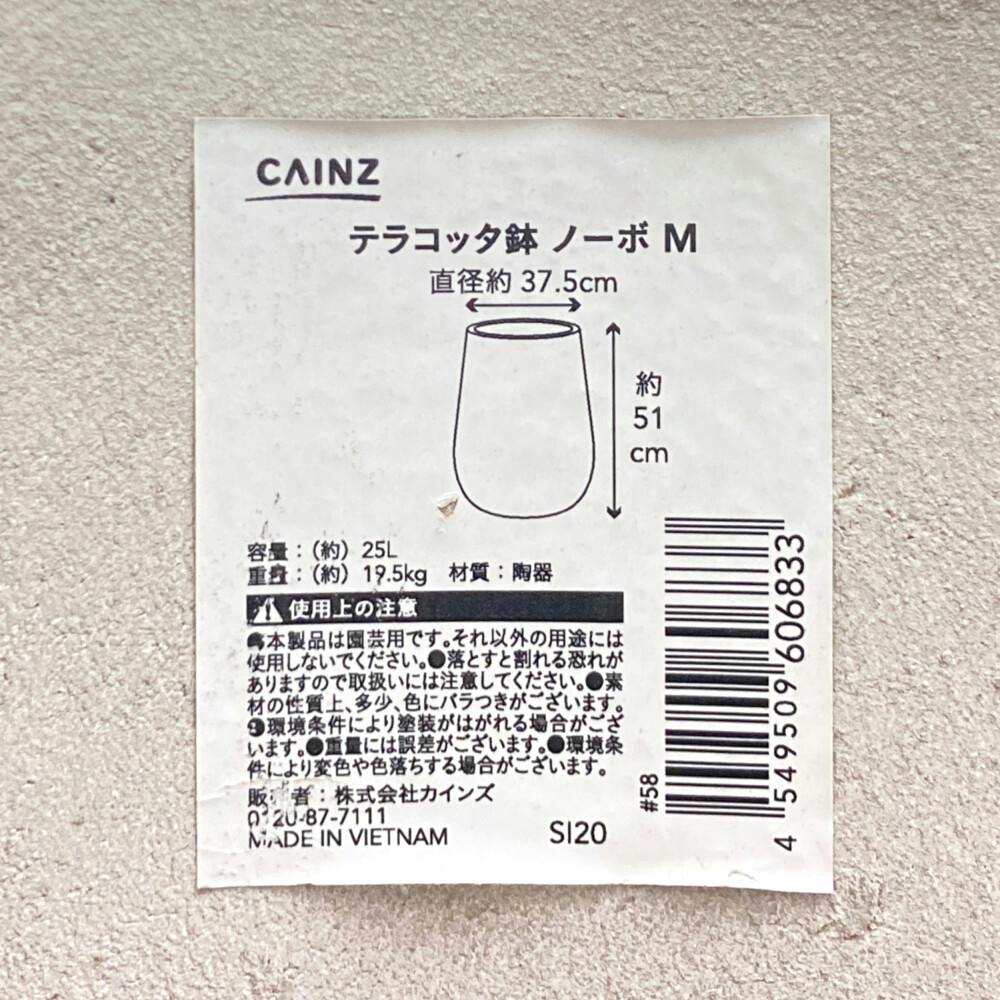 CAINZ
テラコッタ鉢 ノーボ M
直径約 37.5cm
約
51
cm
容量：（約）25L
重量：（約）19.5kg 材質：陶器
使用上の注意
●本製品は園芸用です。それ以外の用途には
使用しないでください。●落とすと割れる恐れが
ありますので取扱いには注意してください。●素
材の性質上、多少、色にバラつきがございます。
●環境条件により塗装がはがれる場合がござ
います。●重量には誤差がございます。●環境条
件により変色や色落ちする場合がございます。
販売者：株式会社カインズ
0120-87-7111
MADE IN VIETNAM
SI20
#58
4 549509 606833